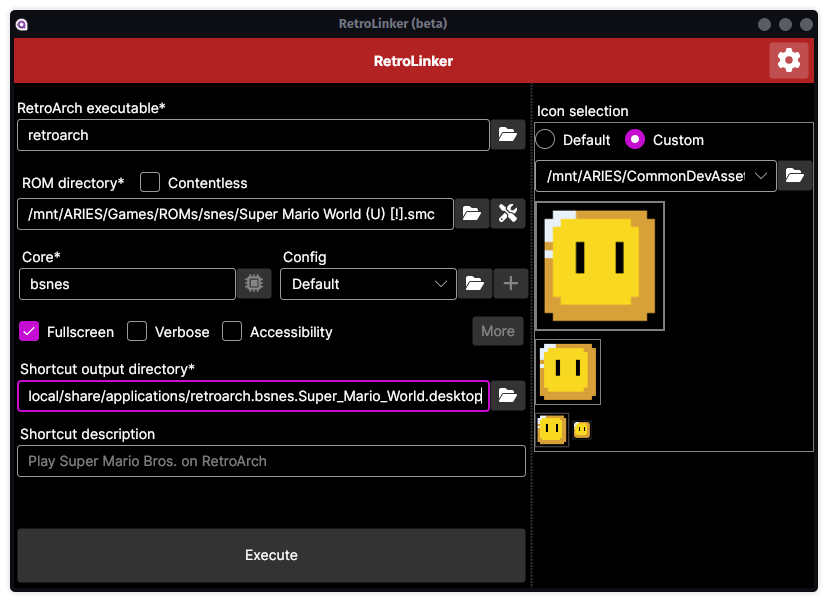 RetroLinker (beta)
RetroLinker
RetroArch executable*
retroarch
ROM directory*
Contentless
/mnt/ARIES/Games/ROMs/snes/Super Mario World (U) [!].smc
Core*
Config
bsnes
Default
Fullscreen
Verbose
Accessibility
More
Shortcut output directory*
local/share/applications/retroarch.bsnes.Super_Mario_World.desktop
Shortcut description
Play Super Mario Bros. on RetroArch
Execute
Icon selection
Default
Custom
/mnt/ARIES/CommonDevAsset